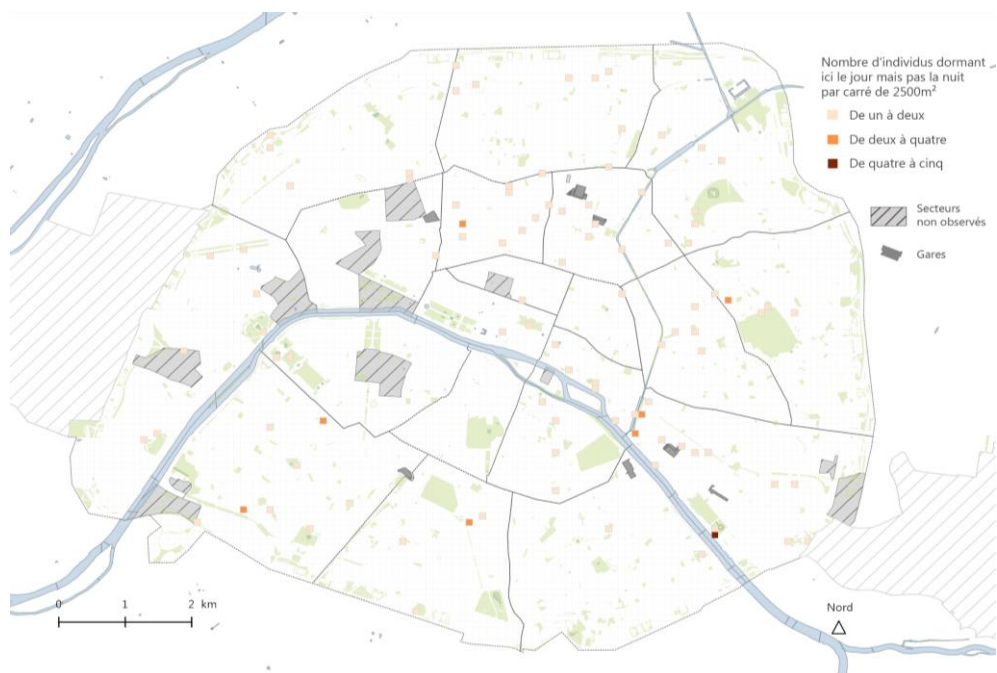 Nombre d'individus dormant
ici le jour mais pas la nuit
par carré de 2500m²
De un à deux
De deux à quatre
De quatre à cinq
Secteurs
non observés
Gares
0 1 2 km
Nord